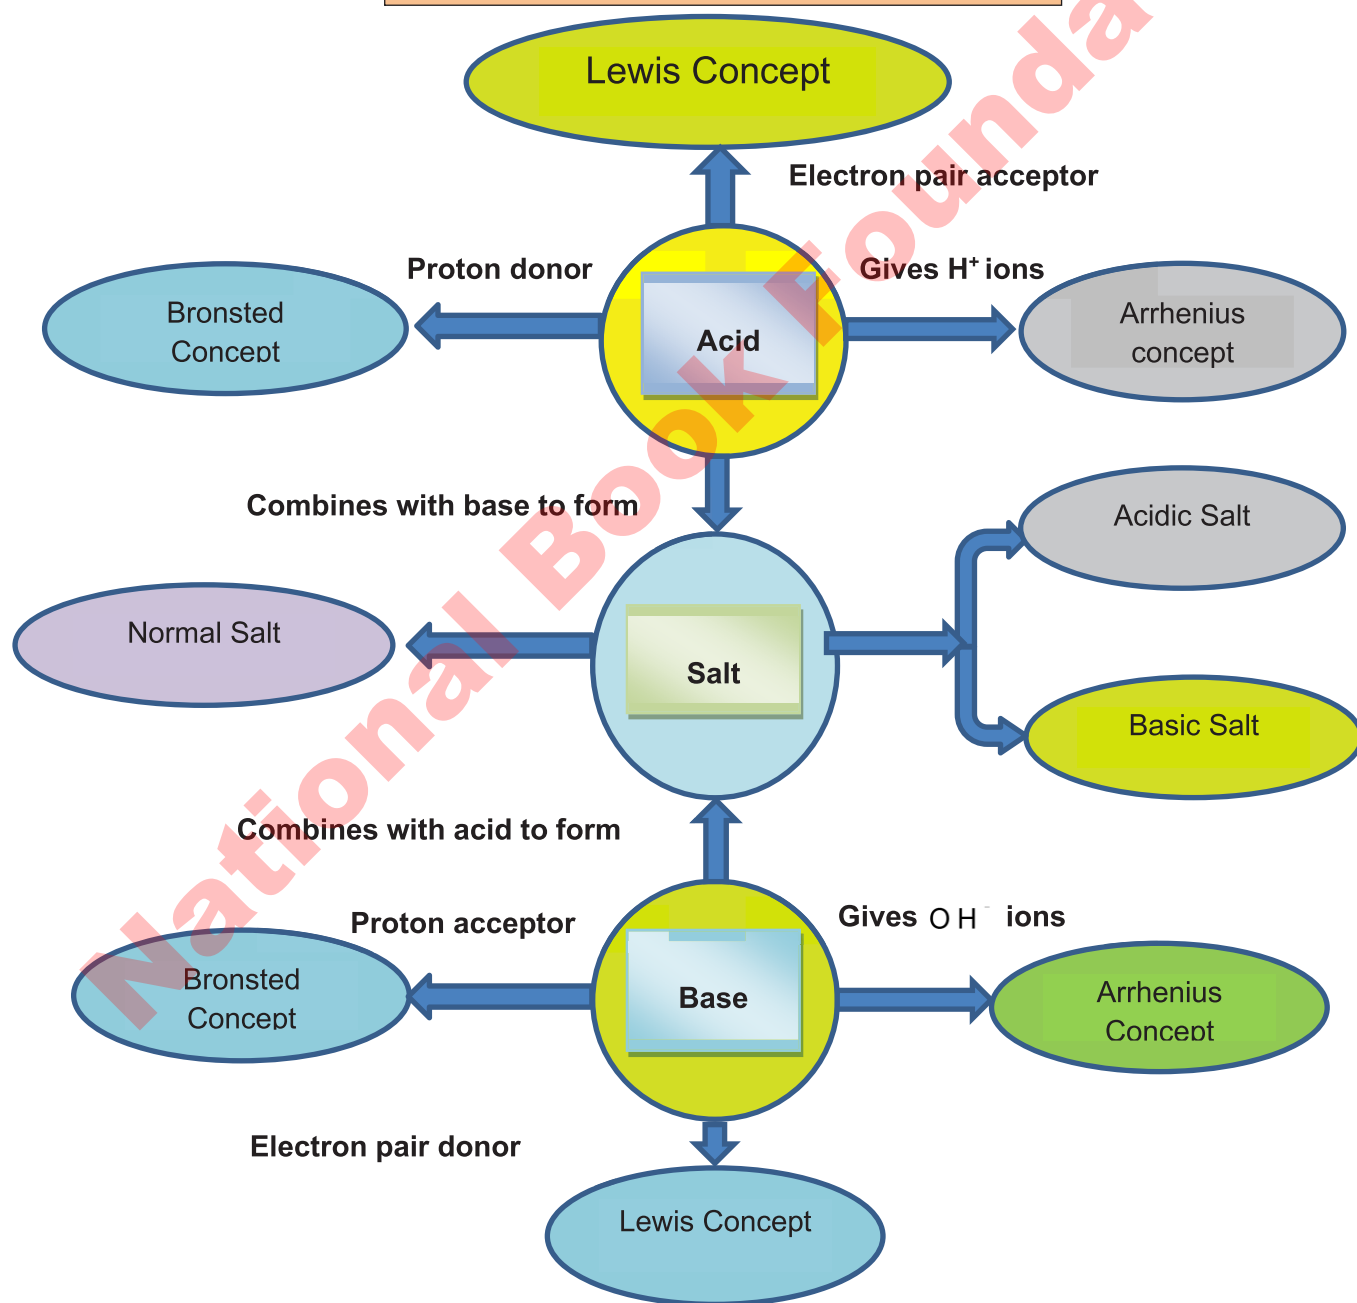 Lewis Concept
Electron pair acceptor
Proton donor
Gives H⁺ ions
Bronsted
Concept
Acid
Arrhenius
concept
Combines with base to form
Acidic Salt
Normal Salt
Salt
Basic Salt
Combines with acid to form
Proton acceptor
Gives OH⁻ ions
Bronsted
Concept
Base
Arrhenius
Concept
Electron pair donor
Lewis Concept
National Book Founda